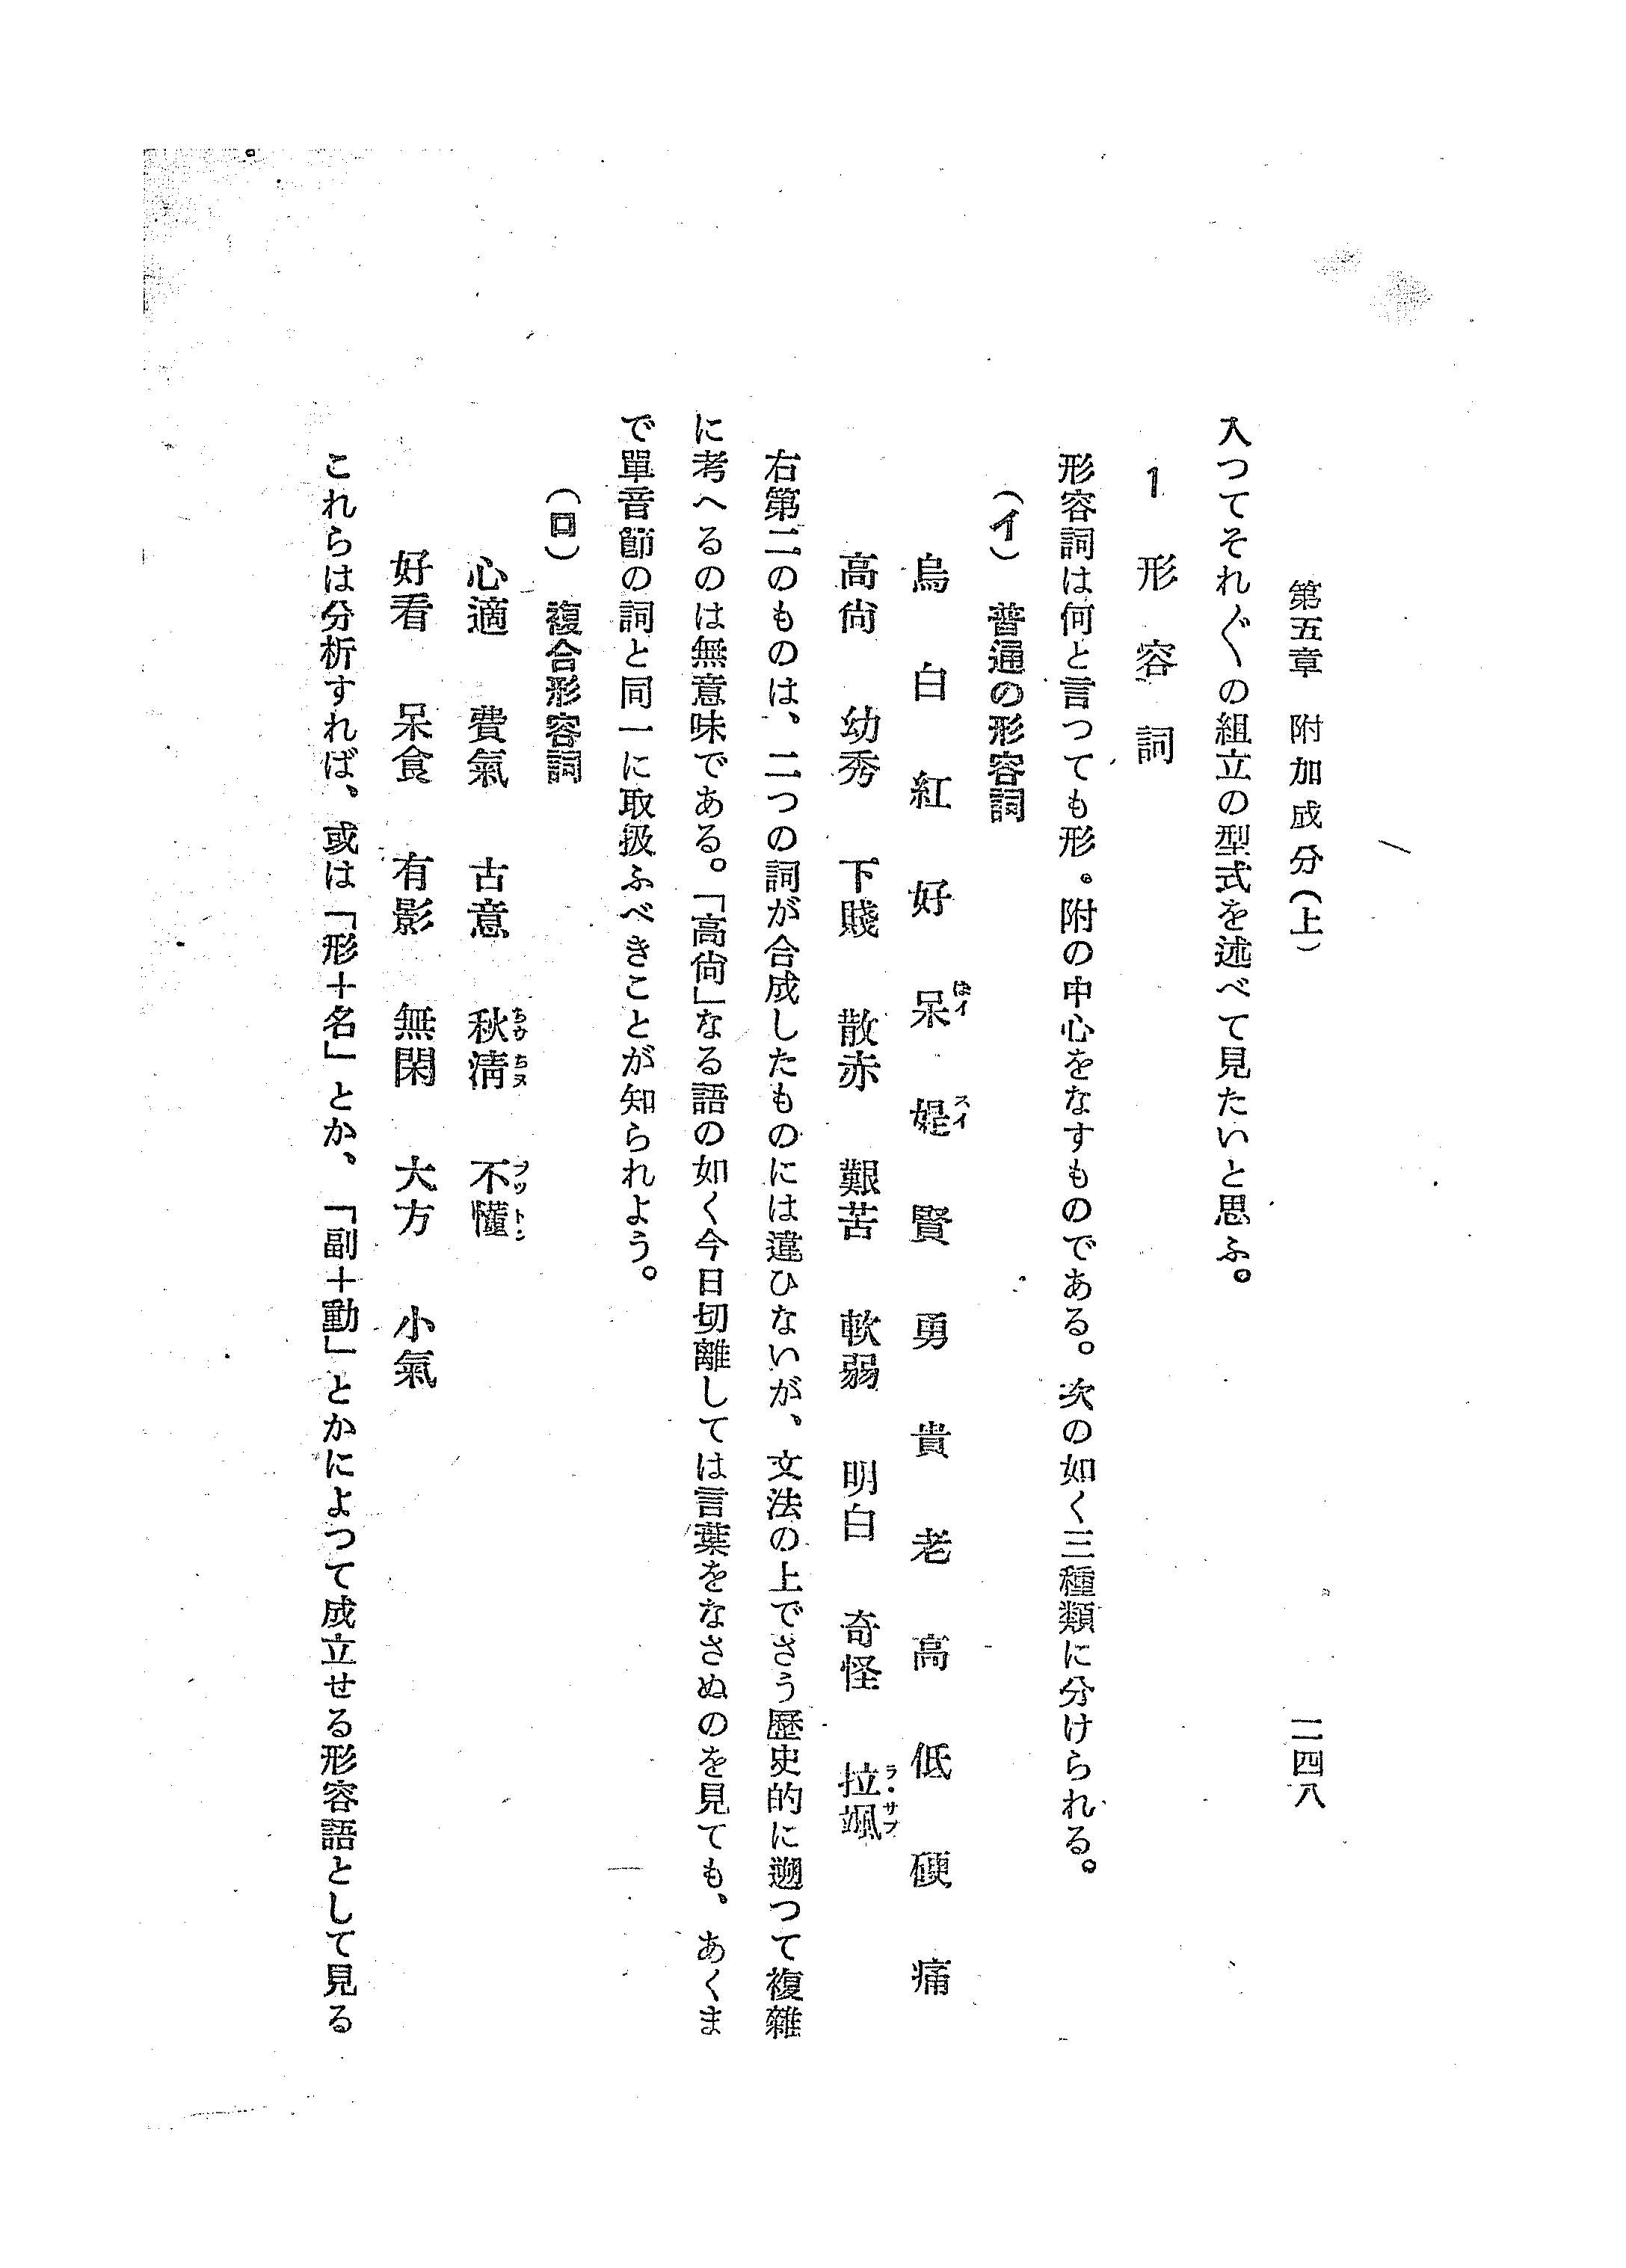 第五章　附加成分(上)　二四八
入つてそれ〴〵の組立の型式を述べて見たいと思ふ。
1　形容詞
形容詞は何と言つても形。附の中心をなすものである。次の如く三種類に分けられる。
(イ)　普通の形容詞
烏　白　紅　好　呆　媞　賢　勇　貴　老　高　低　硬　痛
高尙　幼秀　下賤　散赤　艱苦　軟弱　明白　奇怪　拉颯
右第二のものは、二つの詞が合成したものには違ひないが、文法の上でさう歷史的に遡つて複雜
に考へるのは無意味である。「高尙」なる語の如く今日切離しては言葉をなさぬのを見ても、あくま
で單音節の詞と同一に取扱ふべきことが知られよう。
(ロ)　複合形容詞
心適　費氣　古意　秋淸　不懂
好看　呆食　有影　無閑　大方　小氣
これらは分析すれば、或は「形＋名」とか、「副＋動」とかによつて成立せる形容語として見る